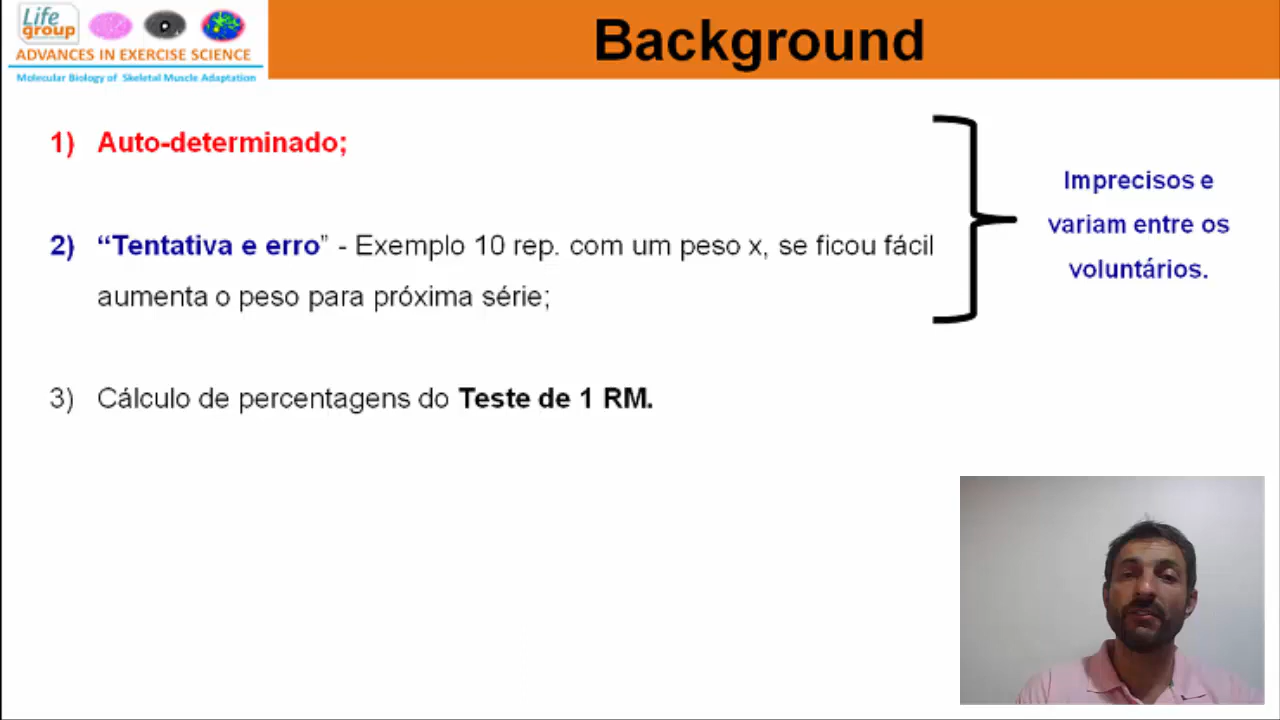 Life
group
ADVANCES IN EXERCISE SCIENCE
Molecular Biology of Skeletal Muscle Adaptation
Background
1) Auto-determinado;
2) “Tentativa e erro” - Exemplo 10 rep. com um peso x, se ficou fácil
aumenta o peso para próxima série;
3) Cálculo de percentagens do Teste de 1 RM.
Imprecisos e
variam entre os
voluntários.